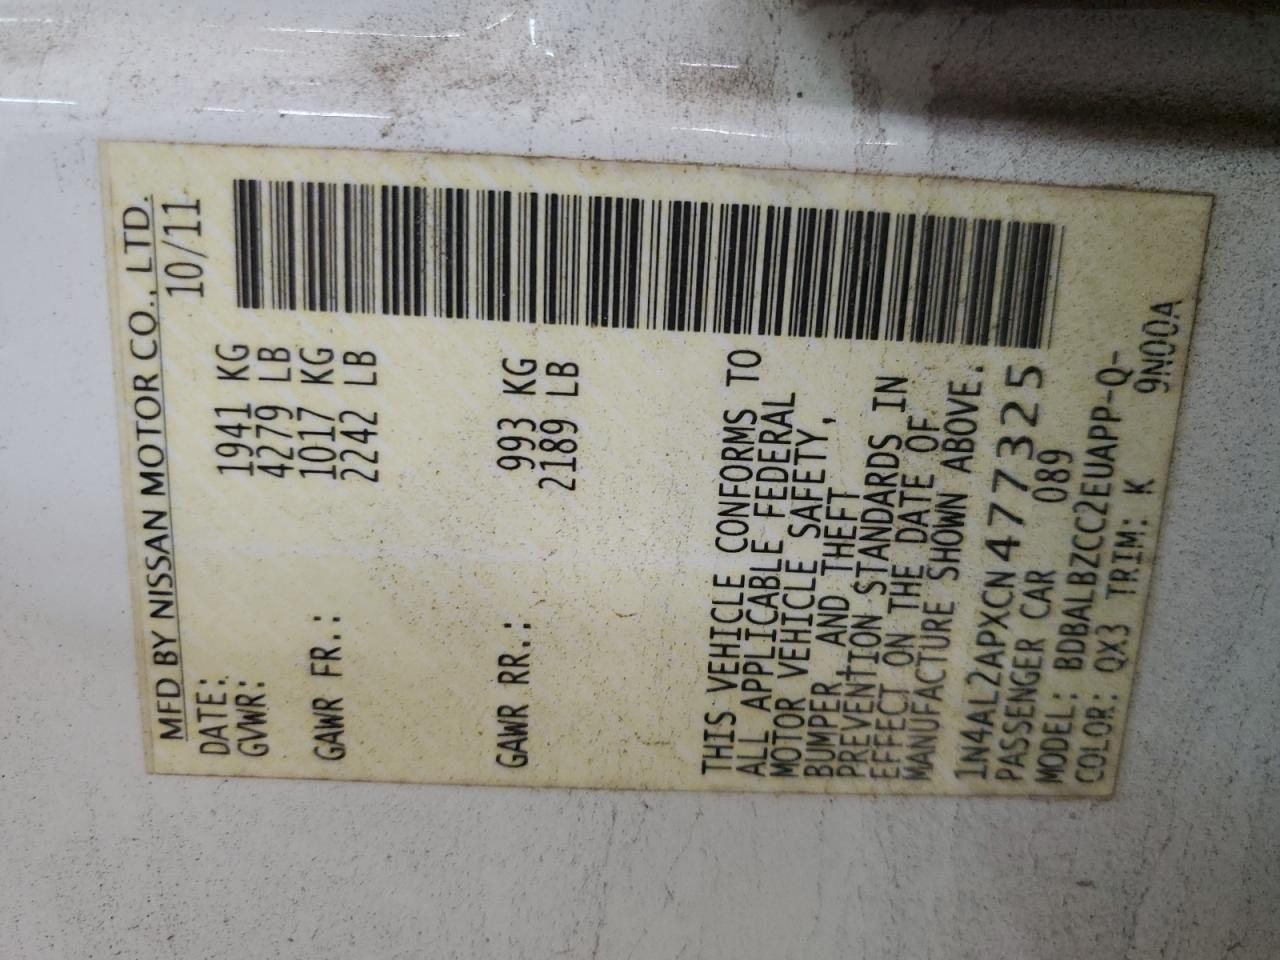 MFD BY NISSAN MOTOR CO., LTD.
DATE: 10/11
GVWR: 1941 KG
4279 LB
GAWR FR.: 1017 KG
2242 LB
GAWR RR.: 993 KG
2189 LB
THIS VEHICLE CONFORMS TO
ALL APPLICABLE FEDERAL
MOTOR VEHICLE SAFETY,
BUMPER, AND THEFT
PREVENTION STANDARDS IN
EFFECT ON THE DATE OF
MANUFACTURE SHOWN ABOVE.
1N4AL2APXCN477325
PASSENGER CAR 089
MODEL: BDBALBZCC2EUAPP-Q-
COLOR: QX3 TRIM: K 9N00A